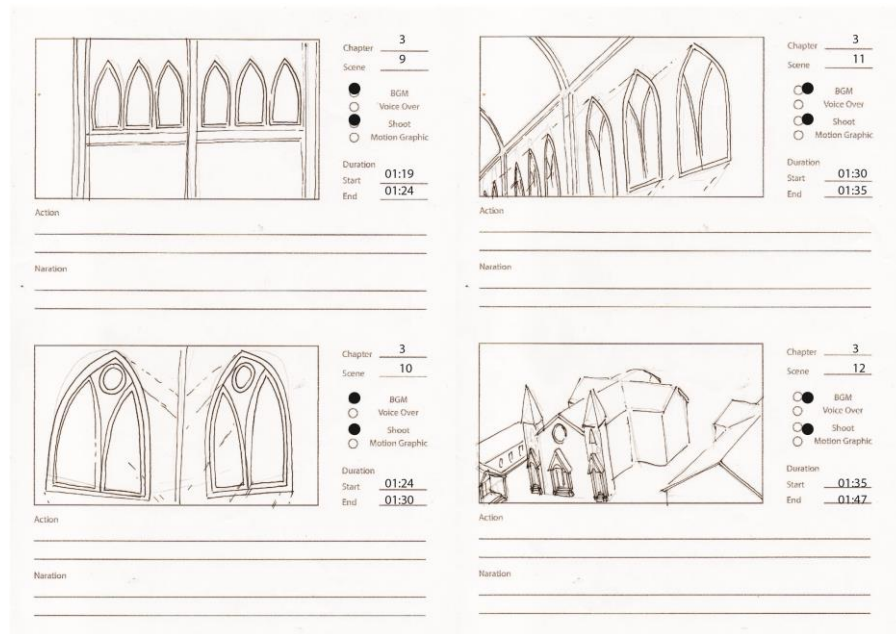 Chapter 3
Scene 9
BGM
Voice Over
Shoot
Motion Graphic
Duration
Start 01:19
End 01:24
Action
Naration
Chapter 3
Scene 10
BGM
Voice Over
Shoot
Motion Graphic
Duration
Start 01:24
End 01:30
Action
Naration
Chapter 3
Scene 11
BGM
Voice Over
Shoot
Motion Graphic
Duration
Start 01:30
End 01:35
Action
Naration
Chapter 3
Scene 12
BGM
Voice Over
Shoot
Motion Graphic
Duration
Start 01:35
End 01:47
Action
Naration